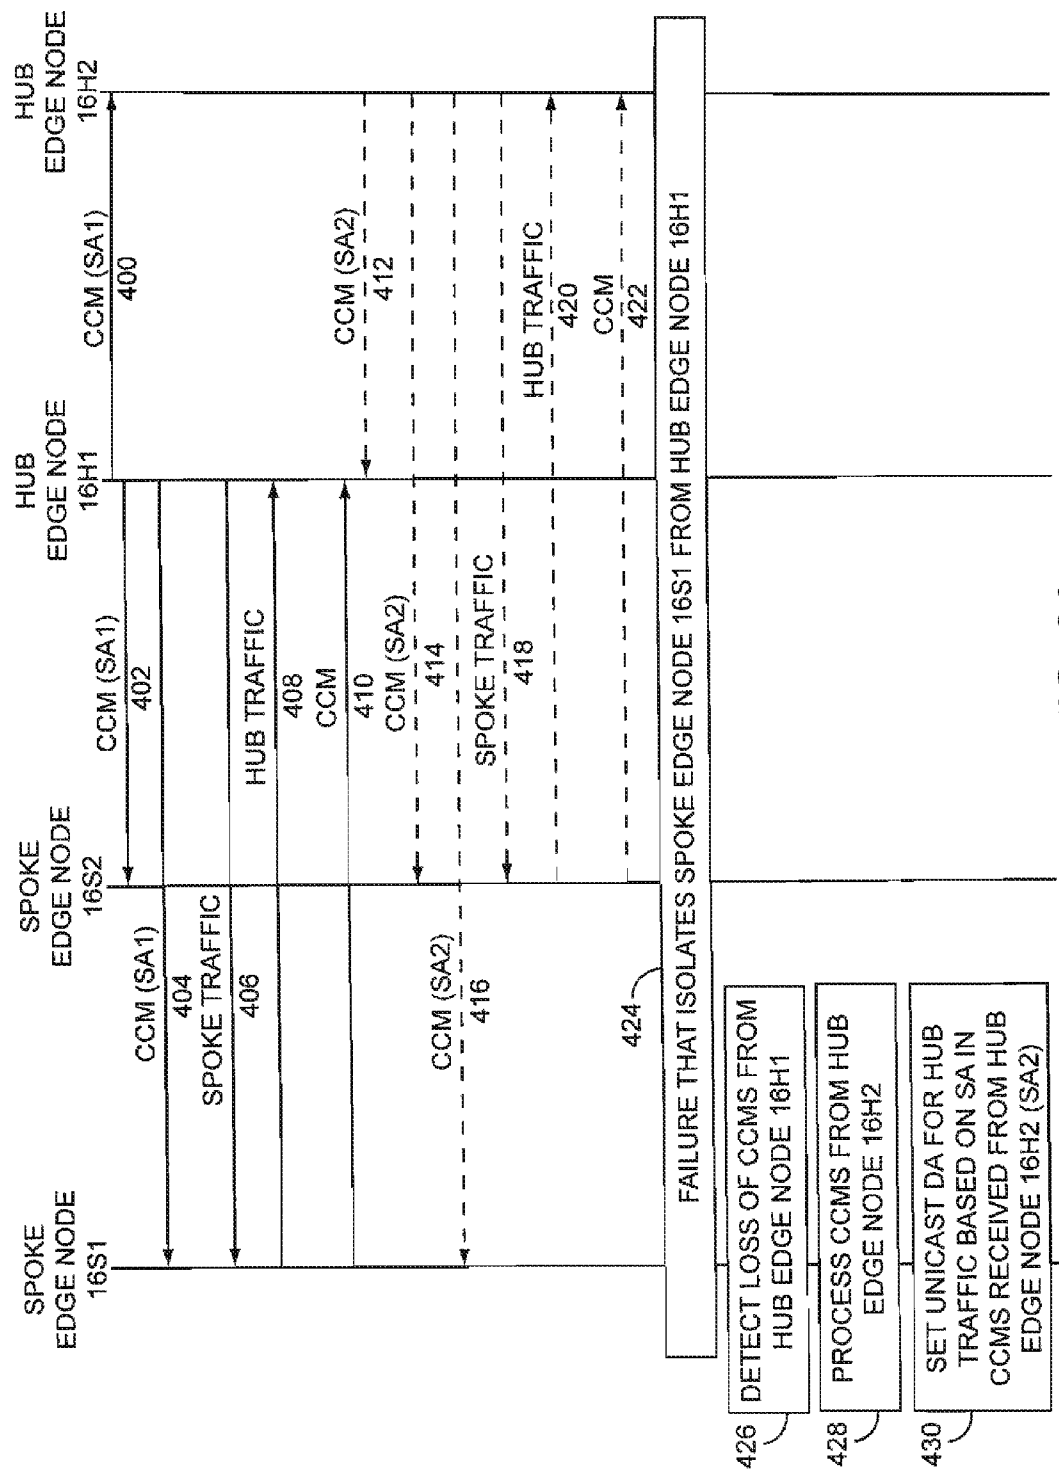 SPOKE
EDGE NODE
16S1
SPOKE
EDGE NODE
16S2
HUB
EDGE NODE
16H1
HUB
EDGE NODE
16H2
CCM (SA1)
400
CCM (SA1)
402
CCM (SA1)
404
SPOKE TRAFFIC
406
HUB TRAFFIC
408
CCM
410
CCM (SA2)
412
CCM (SA2)
414
CCM (SA2)
416
SPOKE TRAFFIC
418
HUB TRAFFIC
420
CCM
422
424
FAILURE THAT ISOLATES SPOKE EDGE NODE 16S1 FROM HUB EDGE NODE 16H1
426
DETECT LOSS OF CCMS FROM
HUB EDGE NODE 16H1
428
PROCESS CCMS FROM HUB
EDGE NODE 16H2
430
SET UNICAST DA FOR HUB
TRAFFIC BASED ON SA IN
CCMS RECEIVED FROM HUB
EDGE NODE 16H2 (SA2)